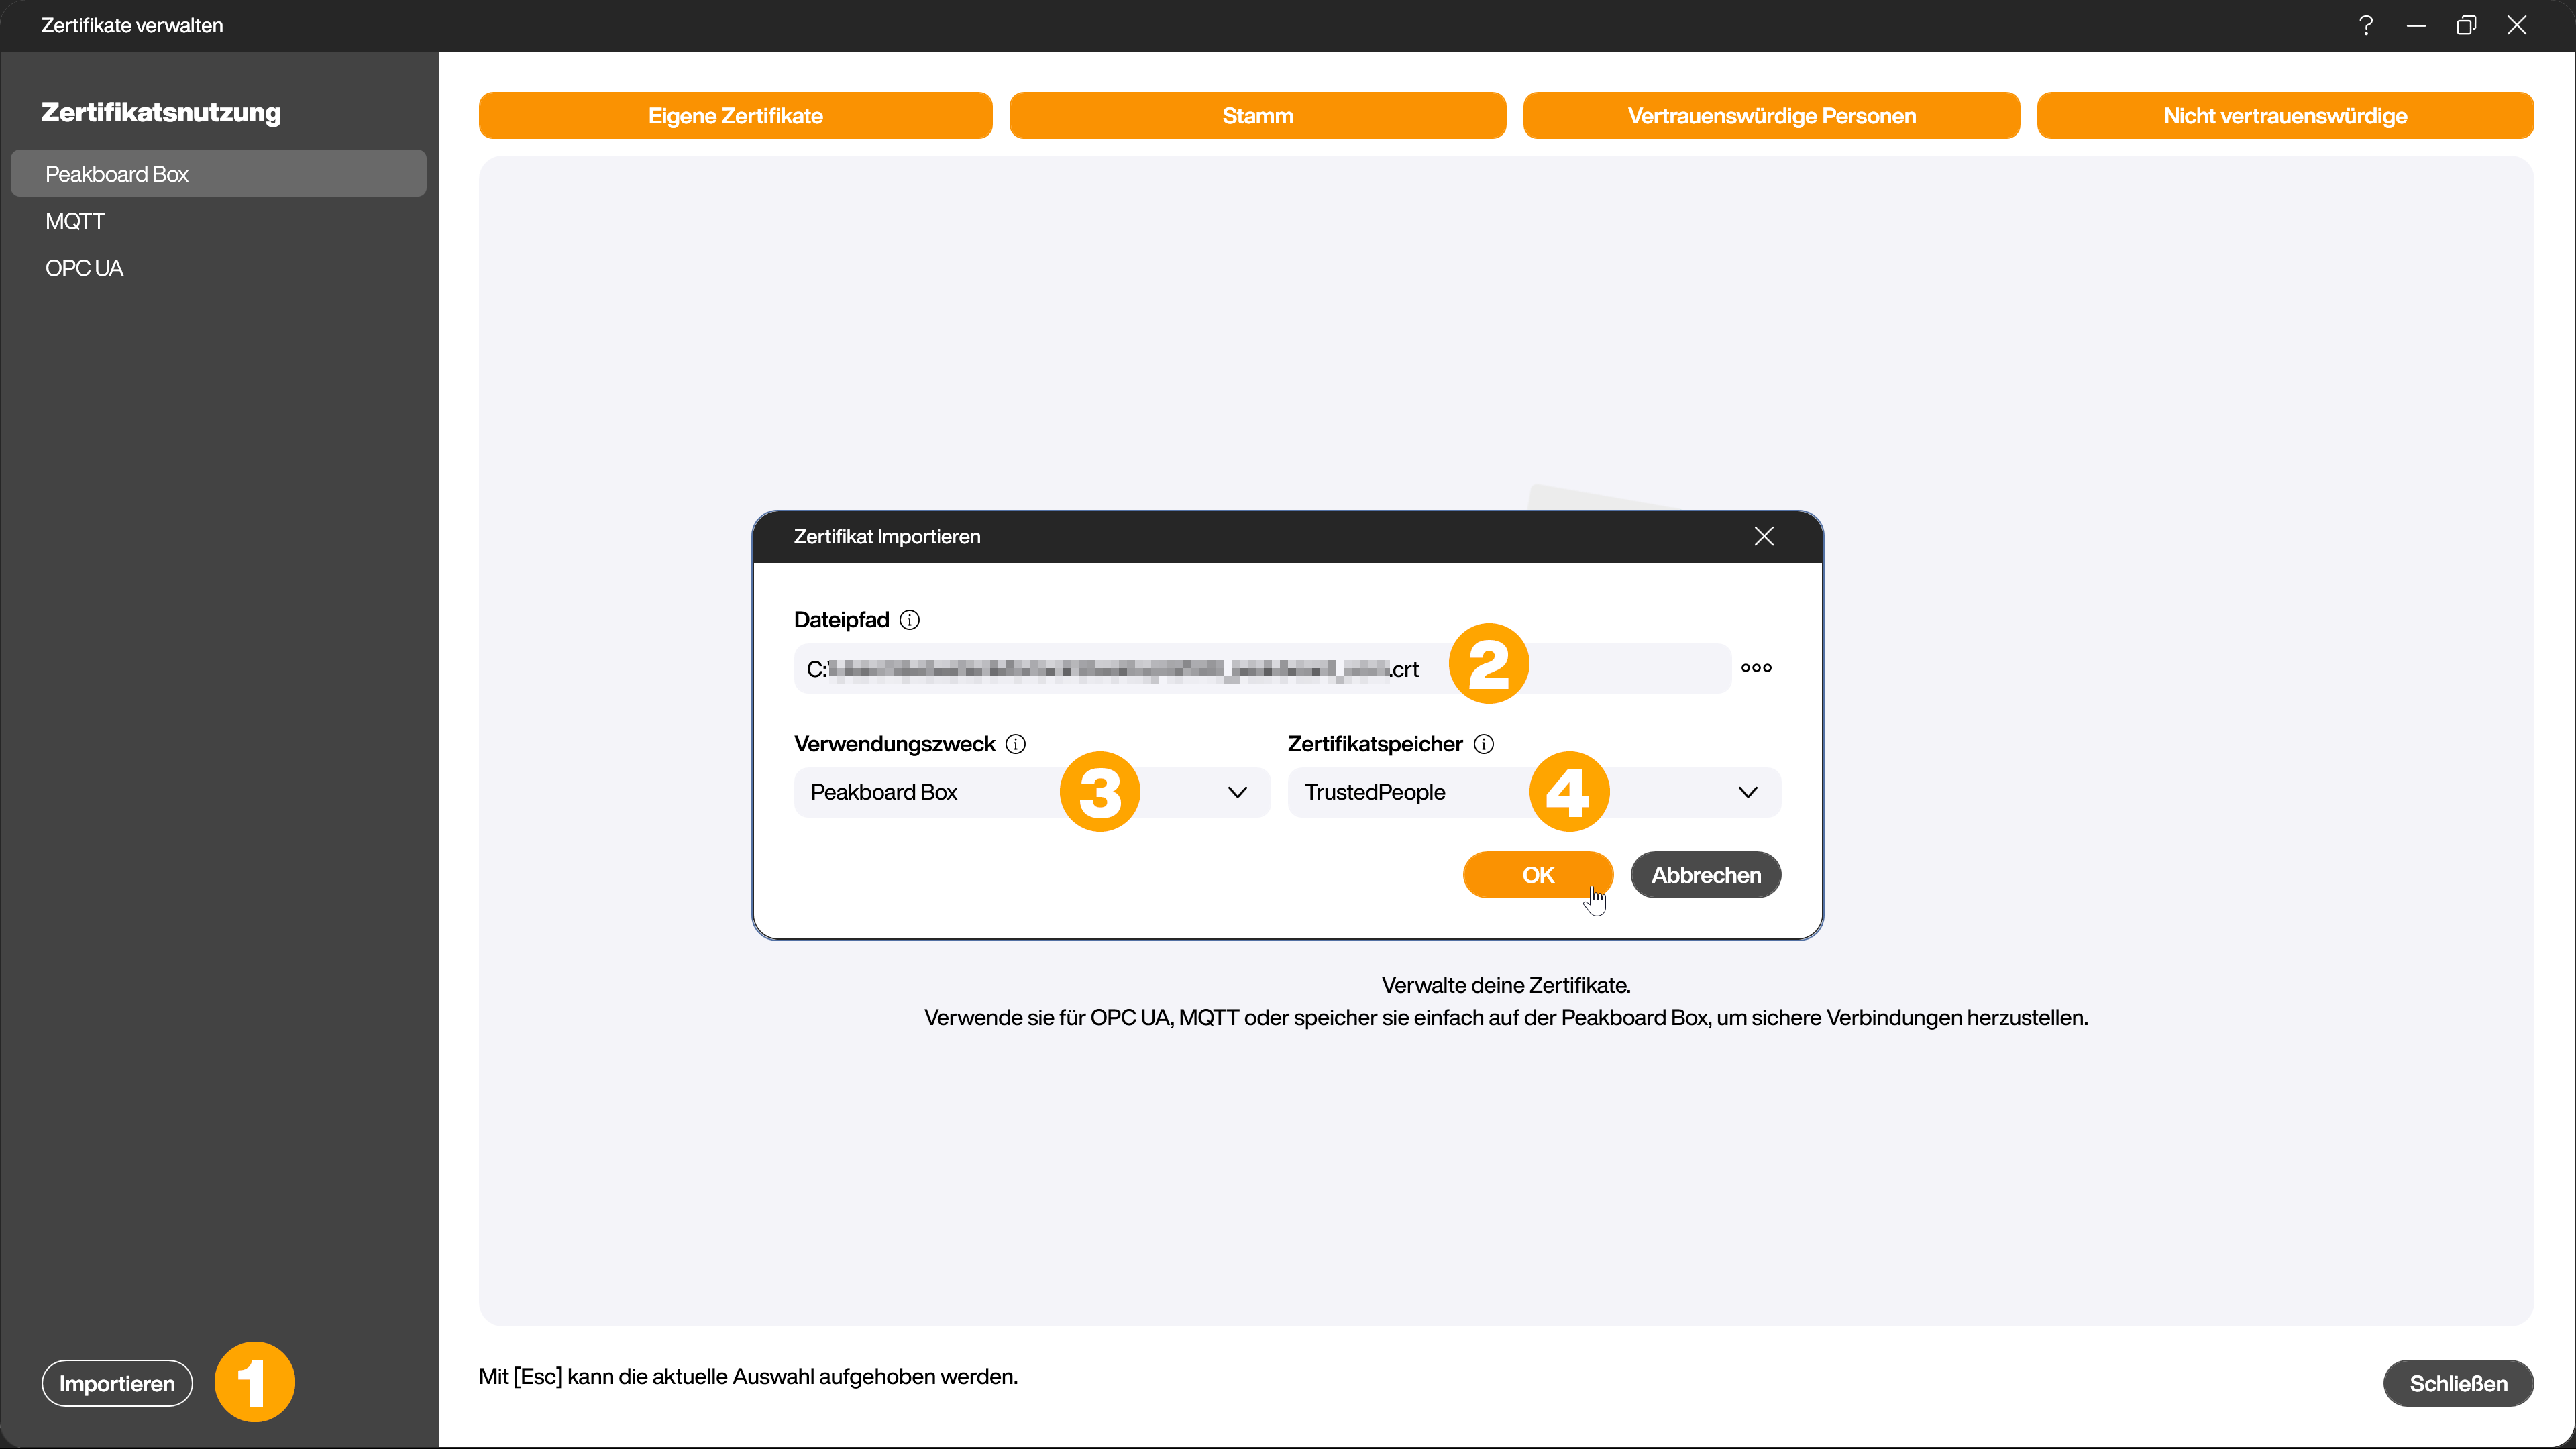 Zertifikate verwalten
Zertifikatsnutzung
Peakboard Box
MQTT
OPC UA
Importieren
1
Eigene Zertifikate
Stamm
Vertrauenswürdige Personen
Nicht vertrauenswürdige
Zertifikat Importieren
Dateipfad
C:\ .crt
2
Verwendungszweck
Zertifikatspeicher
Peakboard Box
3
TrustedPeople
4
OK
Abbrechen
Verwalte deine Zertifikate.
Verwende sie für OPC UA, MQTT oder speicher sie einfach auf der Peakboard Box, um sichere Verbindungen herzustellen.
Mit [Esc] kann die aktuelle Auswahl aufgehoben werden.
Schließen